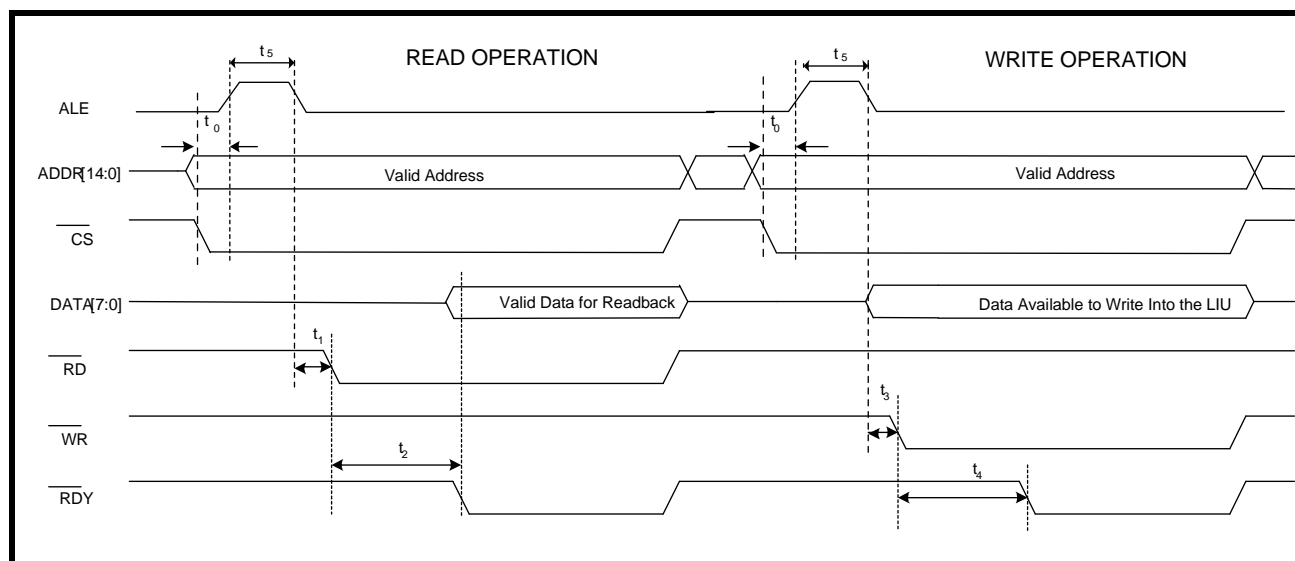 READ OPERATION
WRITE OPERATION
t5
t5
ALE
t0
t0
ADDR[14:0]
Valid Address
Valid Address
CS
DATA[7:0]
Valid Data for Readback
Data Available to Write Into the LIU
t1
RD
t3
WR
t2
t4
RDY